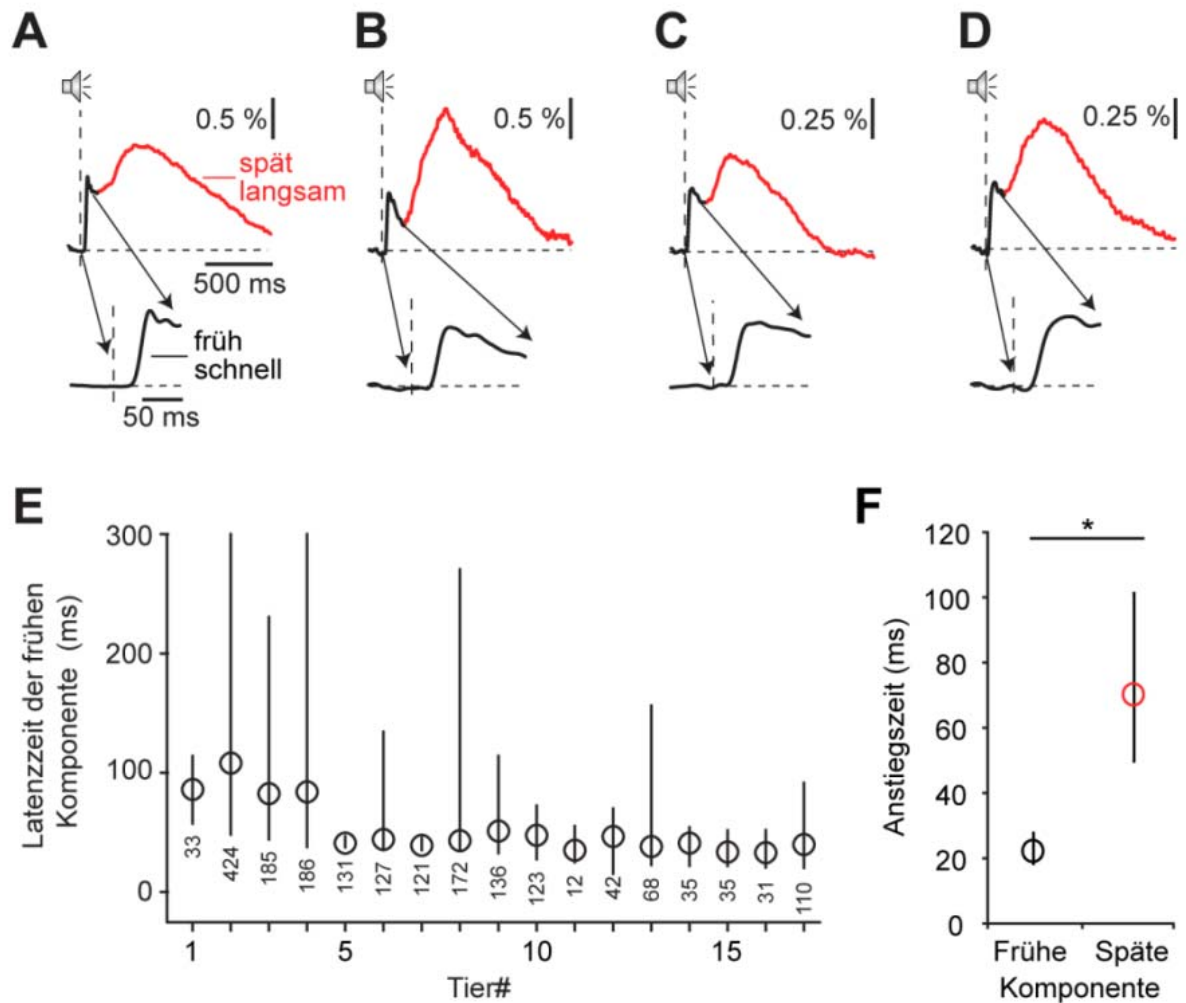 A
B
C
D
0.5 %
0.5 %
0.25 %
0.25 %
spät
langsam
500 ms
früh
schnell
50 ms
E
Latenzzeit der frühen
Komponente (ms)
300
200
100
0
33
424
185
186
131
127
121
172
136
123
12
42
68
35
35
31
110
1
5
10
15
Tier#
F
*
Anstiegszeit (ms)
120
100
80
60
40
20
0
Frühe
Späte
Komponente